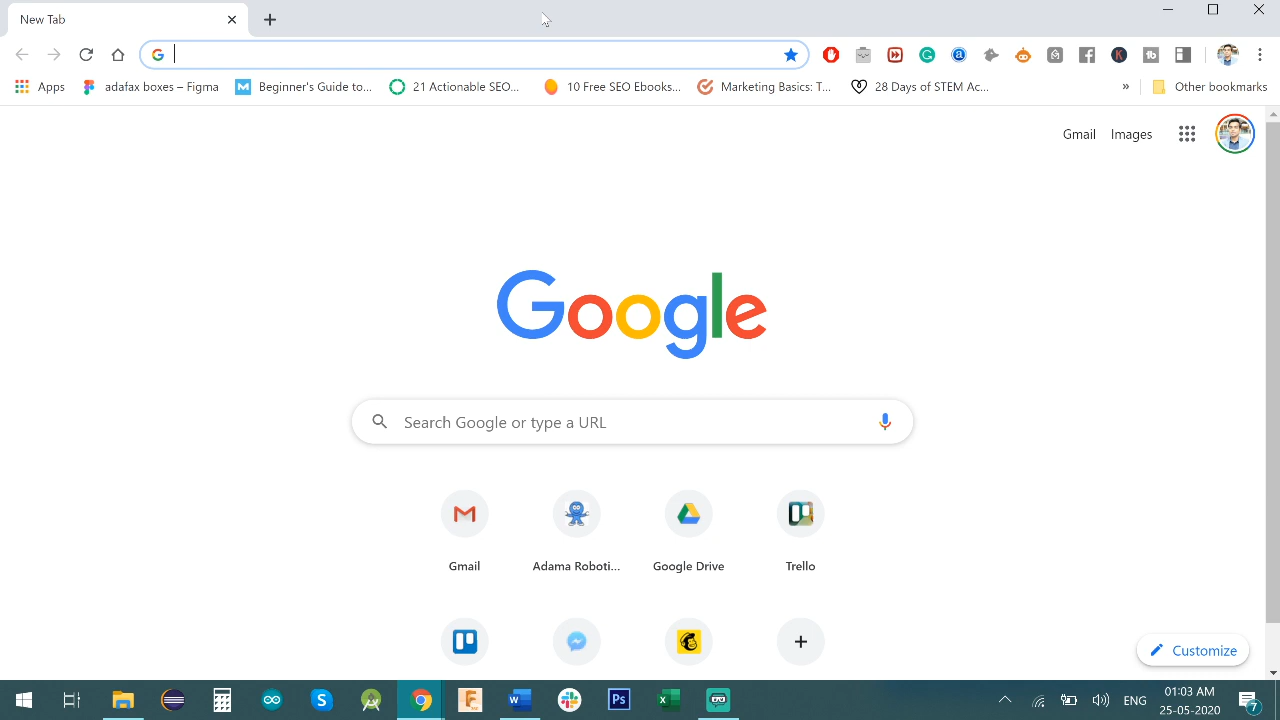 New Tab
Apps
adafax boxes – Figma
Beginner's Guide to...
21 Actionable SEO...
10 Free SEO Ebooks...
Marketing Basics: T...
28 Days of STEM Ac...
»
Other bookmarks
Gmail
Images
Google
Search Google or type a URL
Gmail
Adama Roboti...
Google Drive
Trello
Customize
ENG
01:03 AM
25-05-2020
7